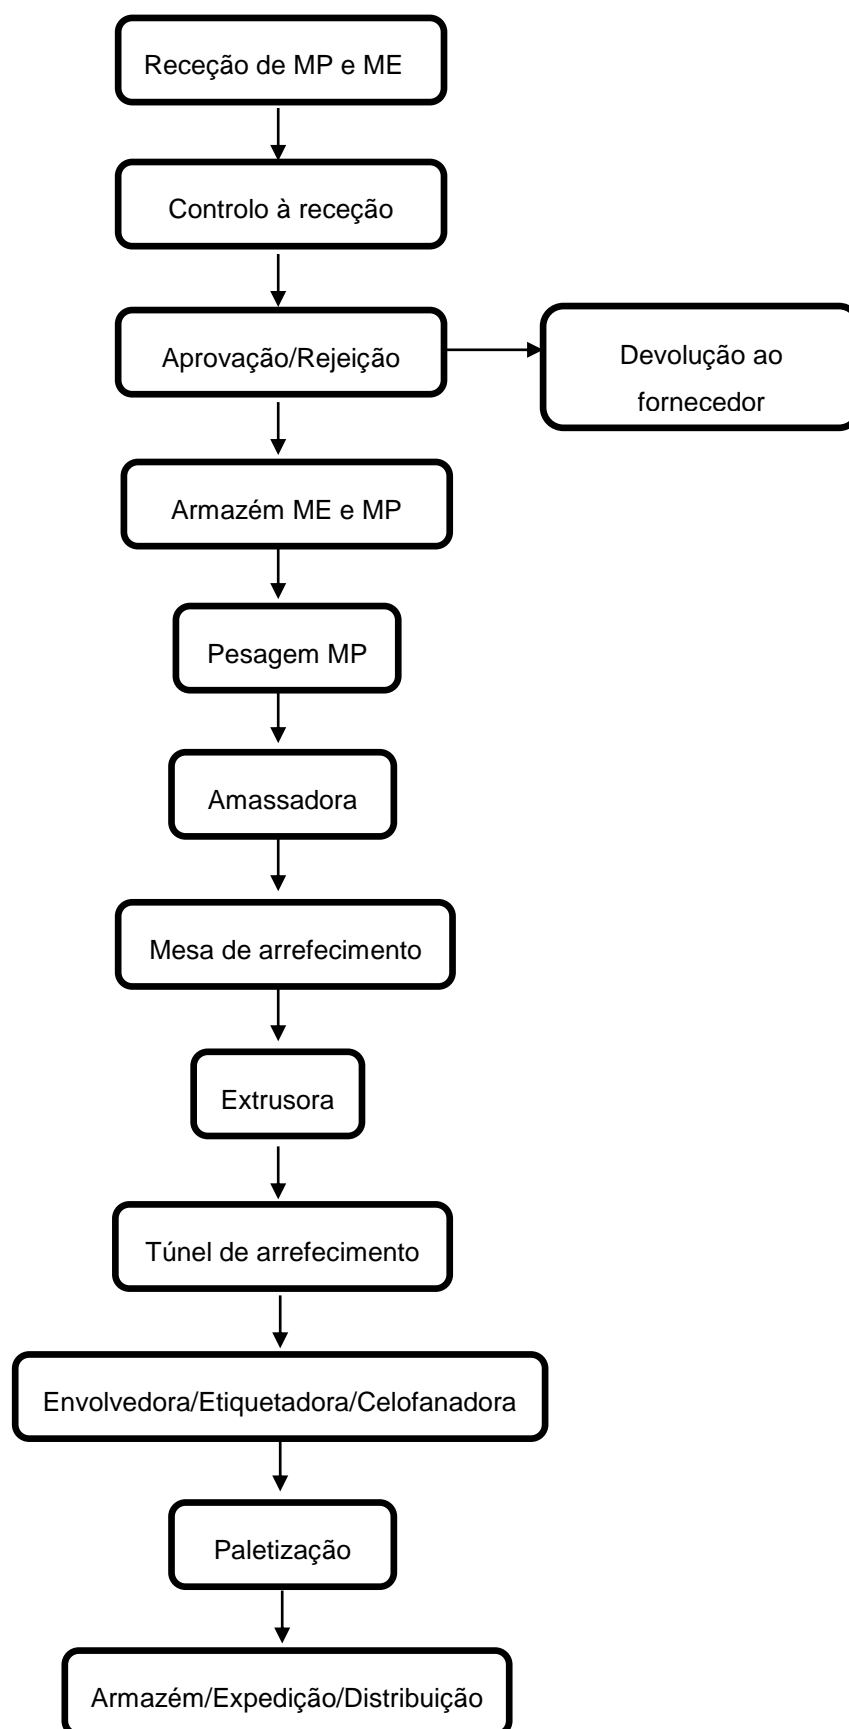 Receção de MP e ME
Controlo à receção
Aprovação/Rejeição
Devolução ao
fornecedor
Armazém ME e MP
Pesagem MP
Amassadora
Mesa de arrefecimento
Extrusora
Túnel de arrefecimento
Envolvedora/Etiquetadora/Celofanadora
Paletização
Armazém/Expedição/Distribuição